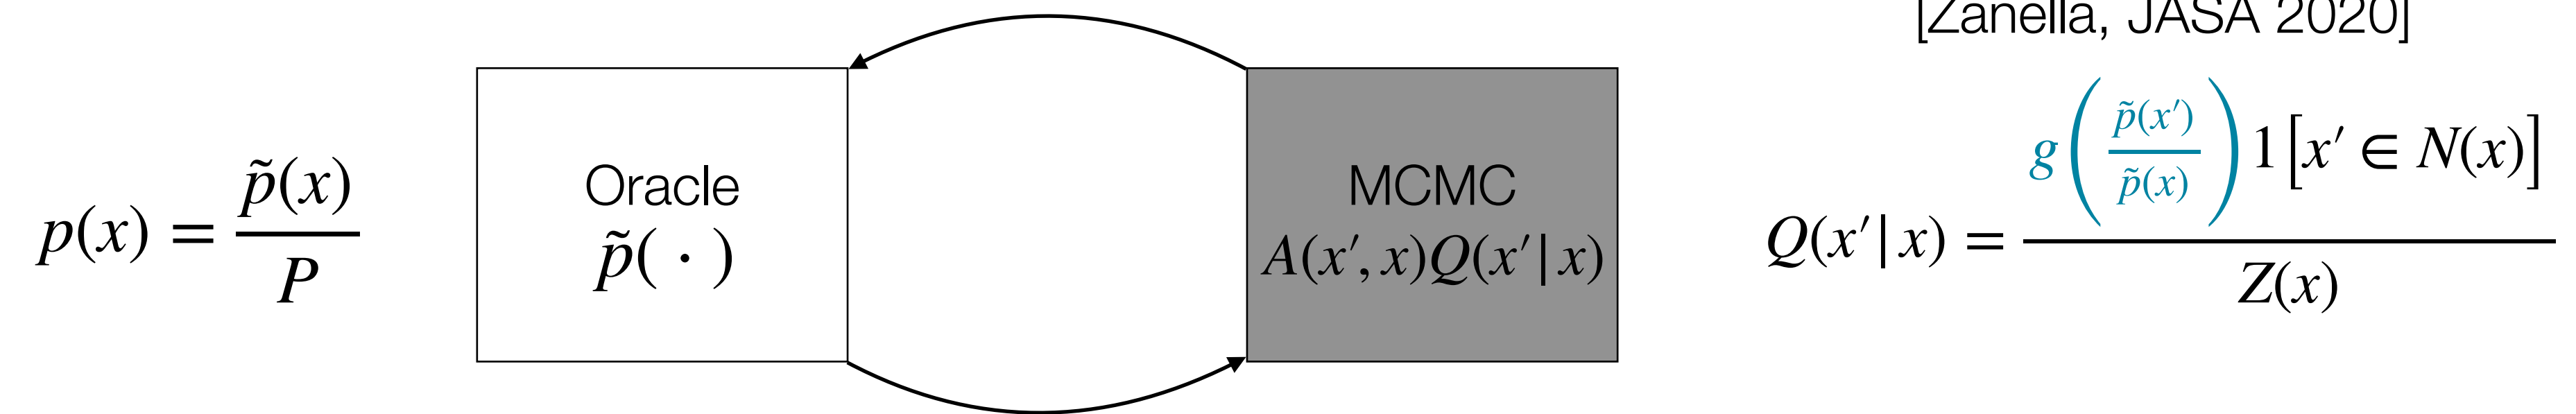 [Zanella, JASA 2020]
p(x) = p̃(x) / P
Oracle
p̃( · )
MCMC
A(x′, x)Q(x′|x)
Q(x′|x) = g(p̃(x′) / p̃(x)) 1[x′ ∈ N(x)] / Z(x)